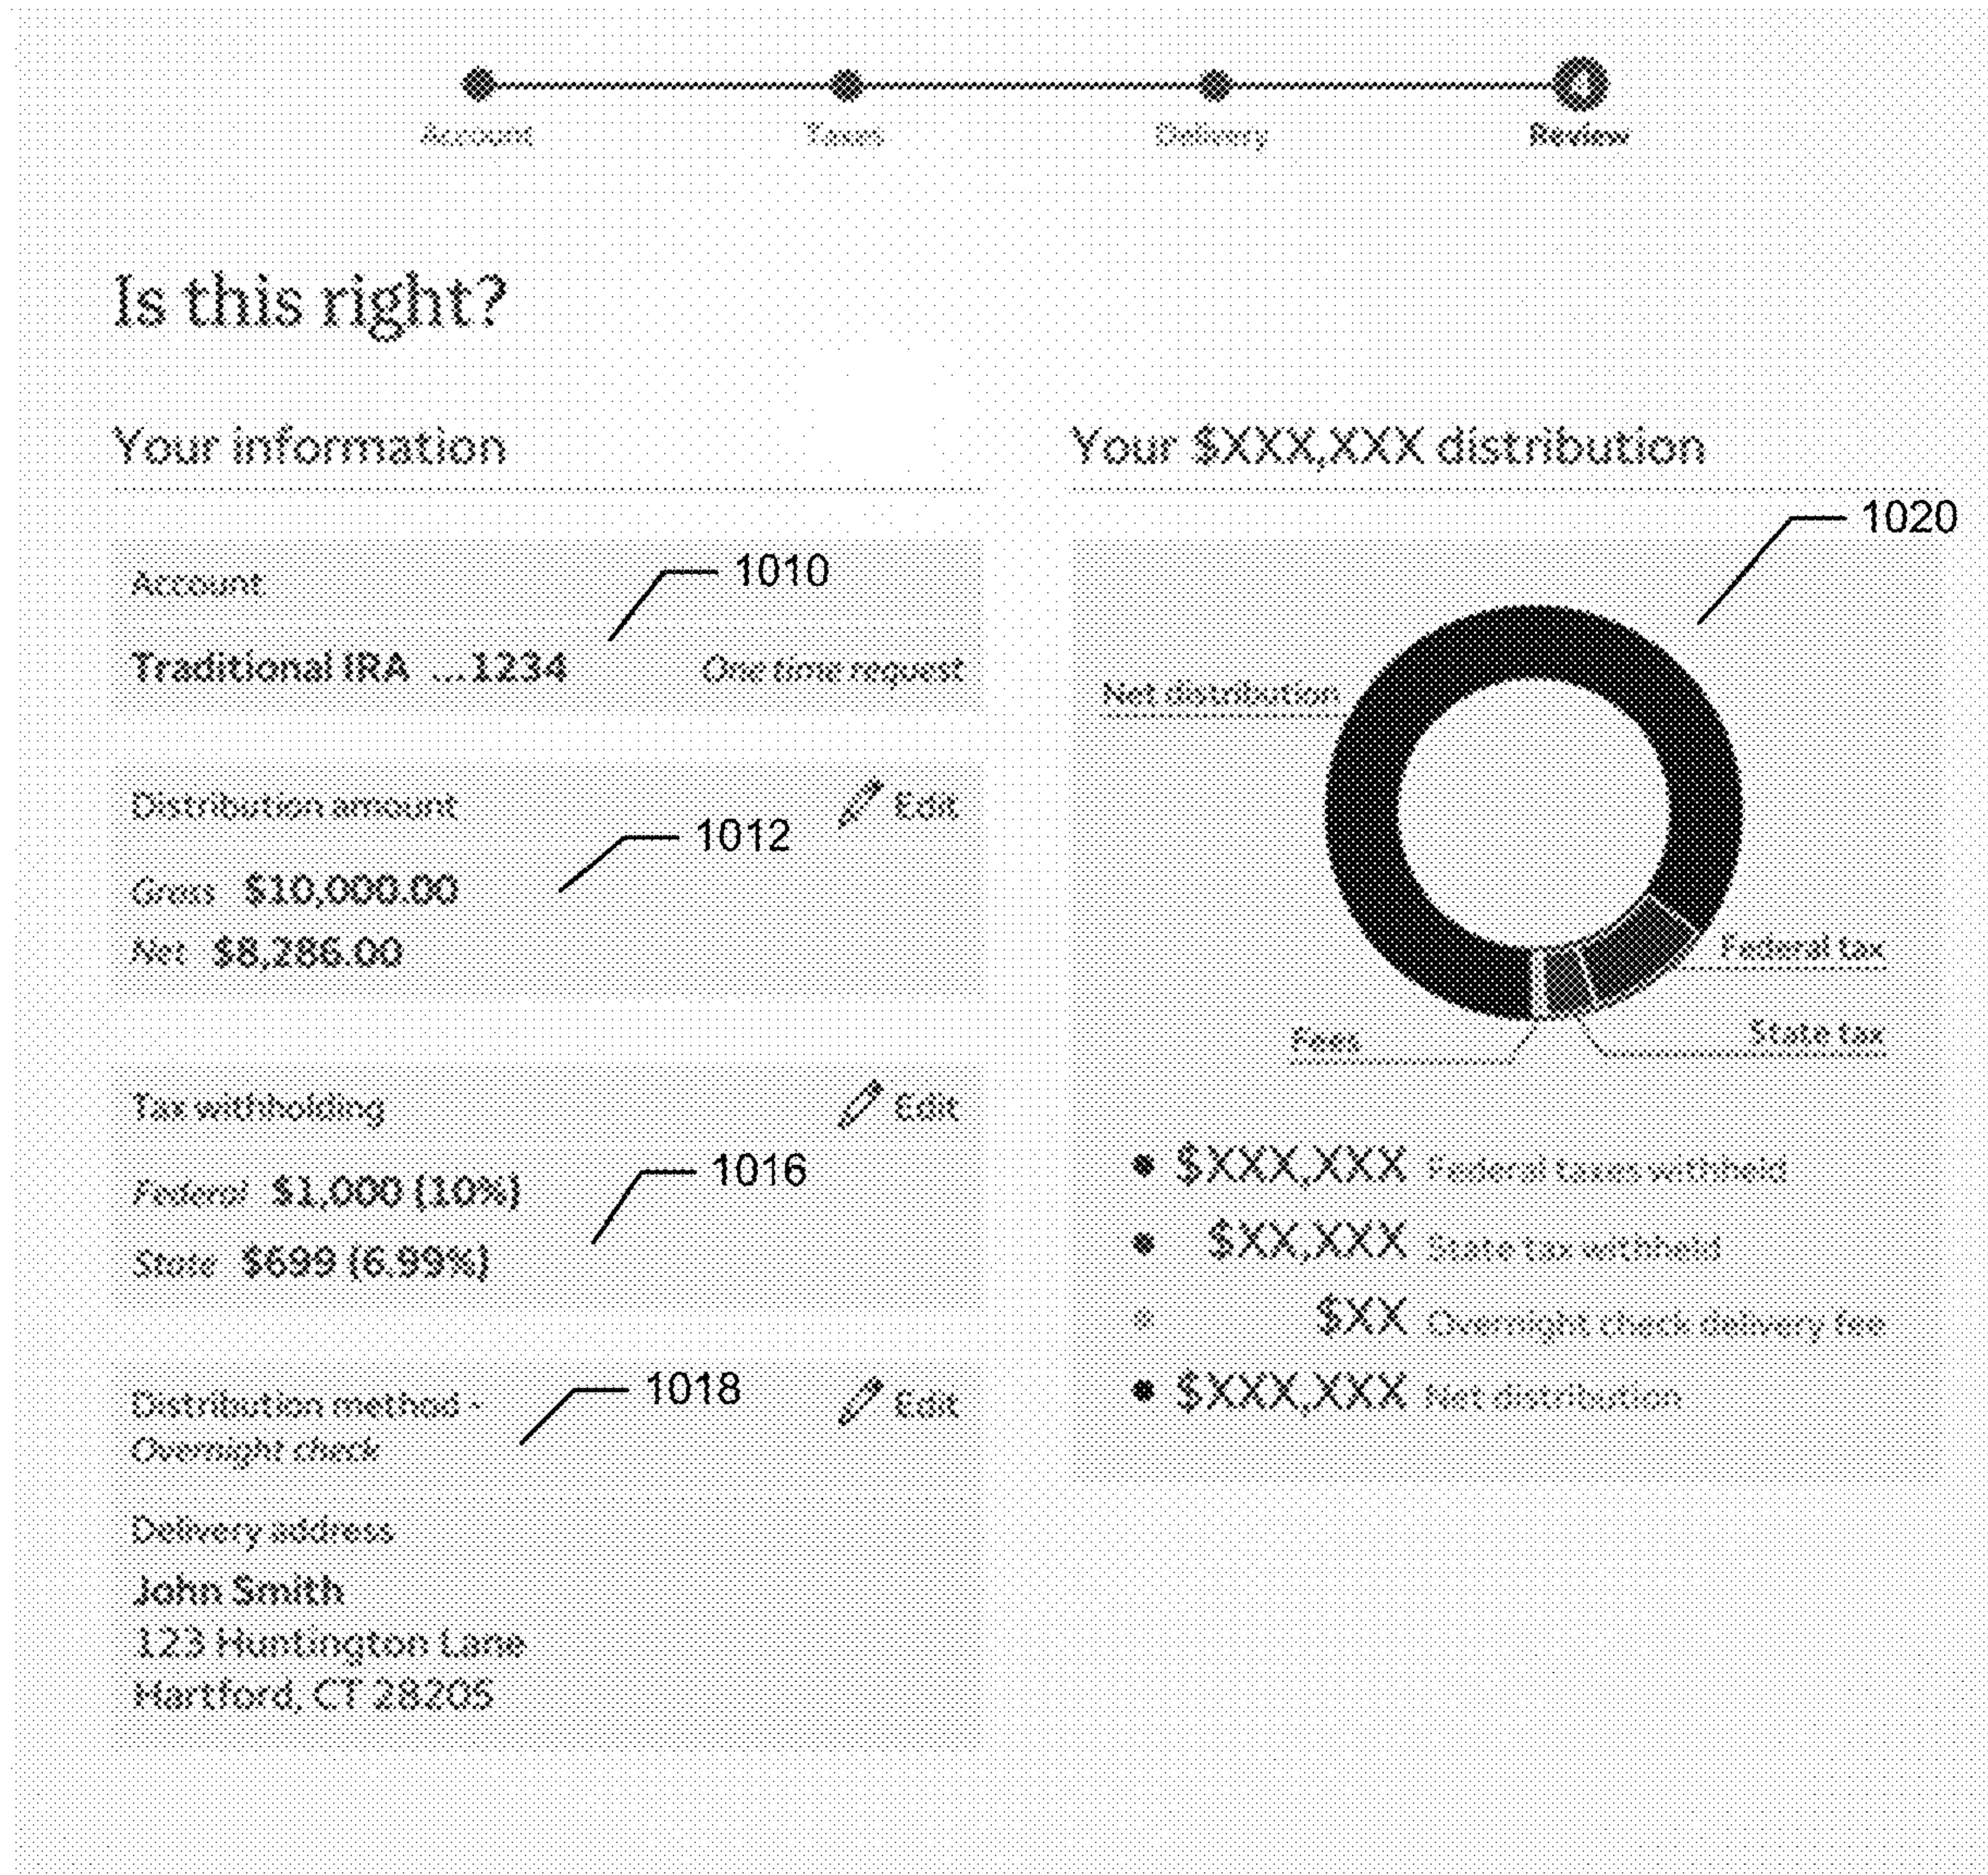 4
Account Taxes Delivery Review
Is this right?
Your information
Account
1010
Traditional IRA ...1234 One time request
Distribution amount Edit
1012
Gross $10,000.00
Net $8,286.00
Tax withholding Edit
1016
Federal $1,000 (10%)
State $699 (6.99%)
Distribution method - Edit
1018
Overnight check
Delivery address
John Smith
123 Huntington Lane
Hartford, CT 28205
Your $XXX,XXX distribution
1020
Net distribution
Federal tax
State tax
Fees
$XXX,XXX Federal taxes withheld
$XX,XXX State tax withheld
$XX Overnight check delivery fee
$XXX,XXX Net distribution